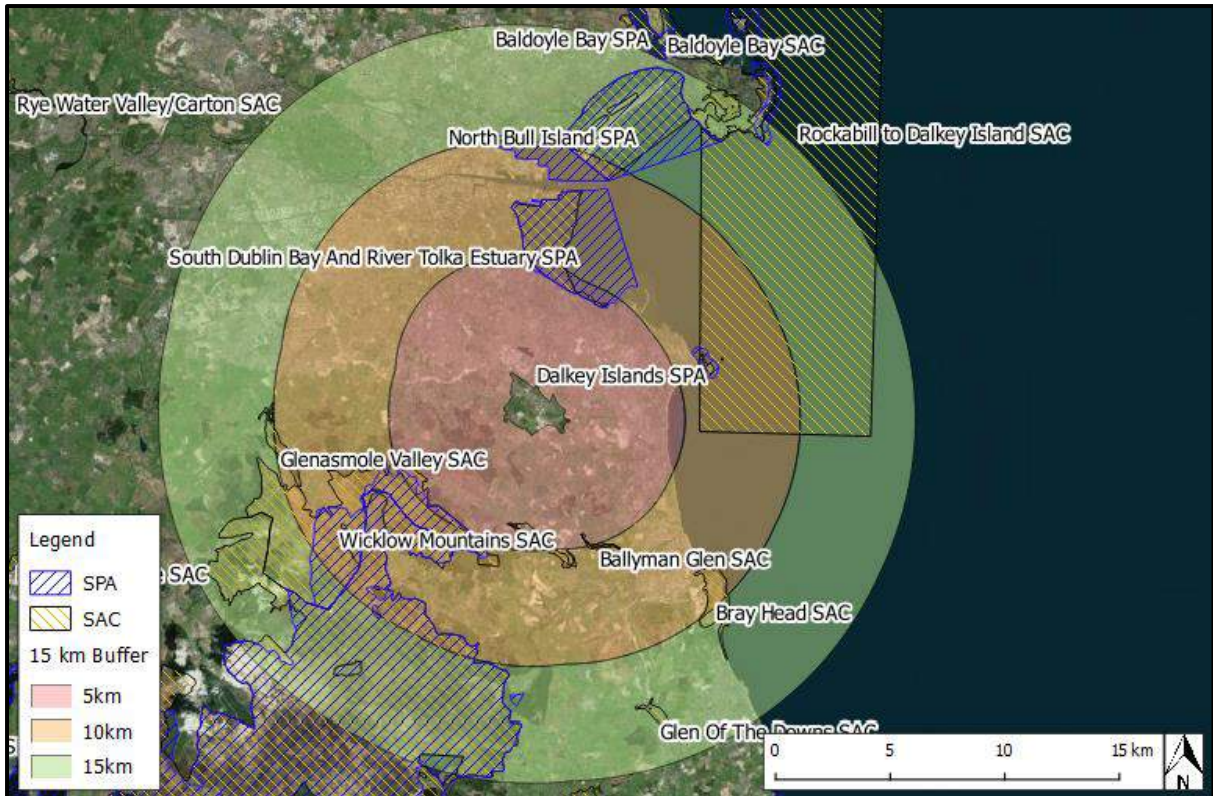 Baldoyle Bay SPA
Baldoyle Bay SAC
Rye Water Valley/Carton SAC
Rockabill to Dalkey Island SAC
North Bull Island SPA
South Dublin Bay And River Tolka Estuary SPA
Dalkey Islands SPA
Glenasmole Valley SAC
Wicklow Mountains SAC
Ballyman Glen SAC
SAC
Bray Head SAC
Glen Of The Downs SAC
Legend
SPA
SAC
15 km Buffer
5km
10km
15km
0 5 10 15 km
N